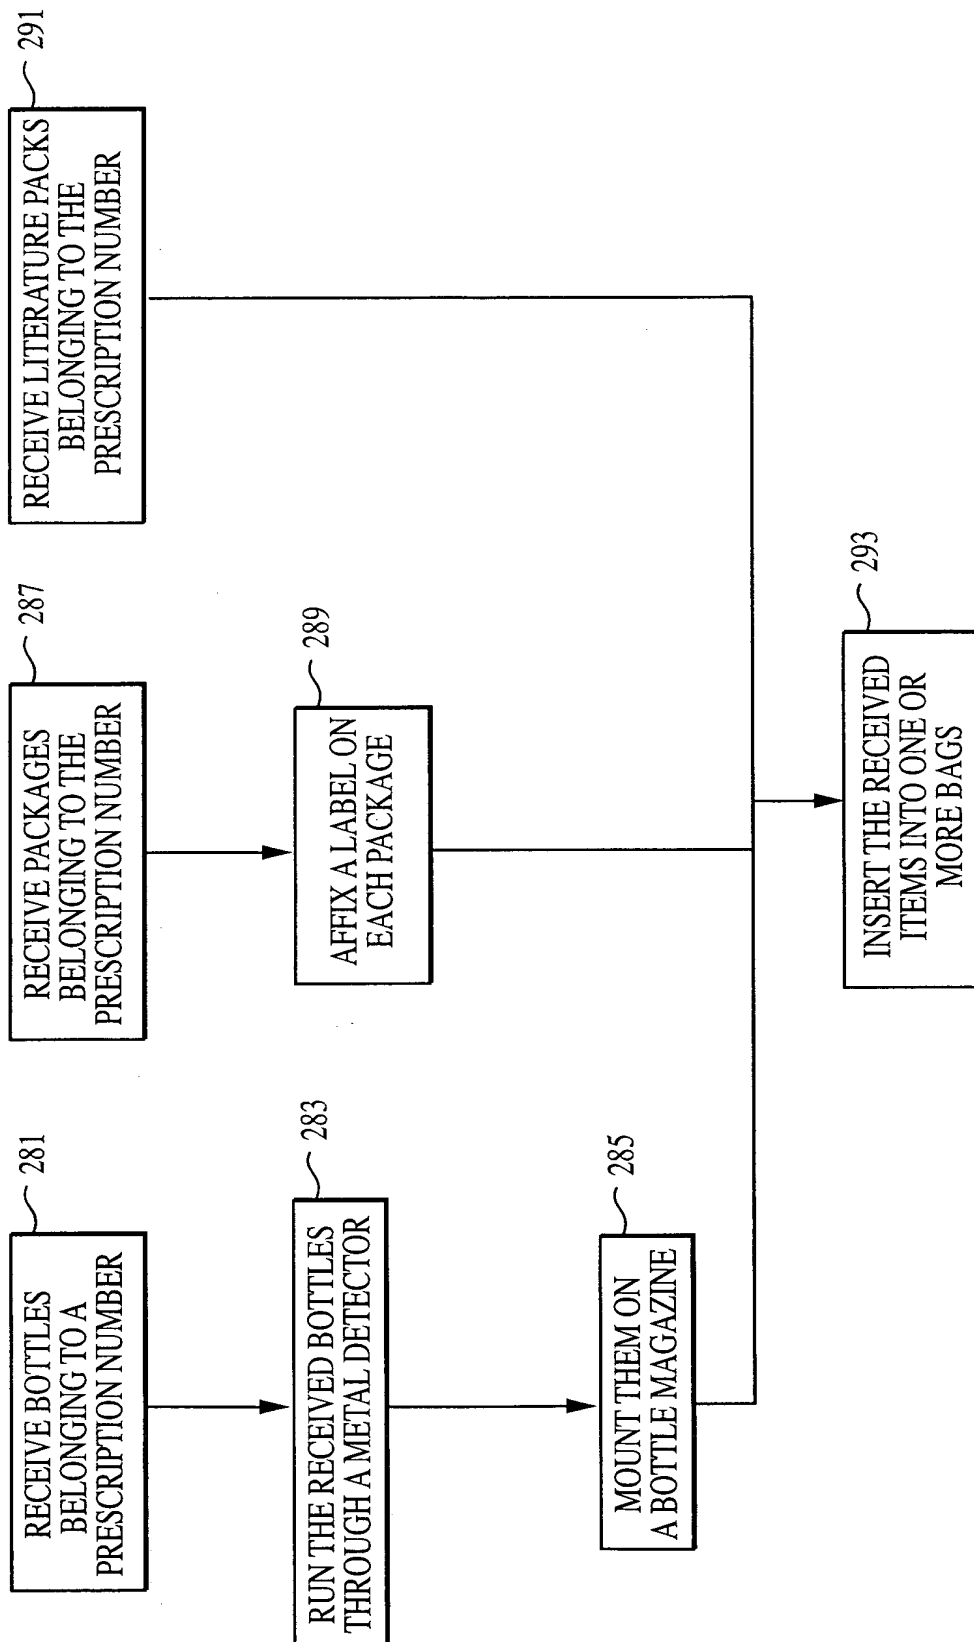 RECEIVE BOTTLES
BELONGING TO A
PRESCRIPTION NUMBER
281
RUN THE RECEIVED BOTTLES
THROUGH A METAL DETECTOR
283
MOUNT THEM ON
A BOTTLE MAGAZINE
285
RECEIVE PACKAGES
BELONGING TO THE
PRESCRIPTION NUMBER
287
AFFIX A LABEL ON
EACH PACKAGE
289
RECEIVE LITERATURE PACKS
BELONGING TO THE
PRESCRIPTION NUMBER
291
INSERT THE RECEIVED
ITEMS INTO ONE OR
MORE BAGS
293